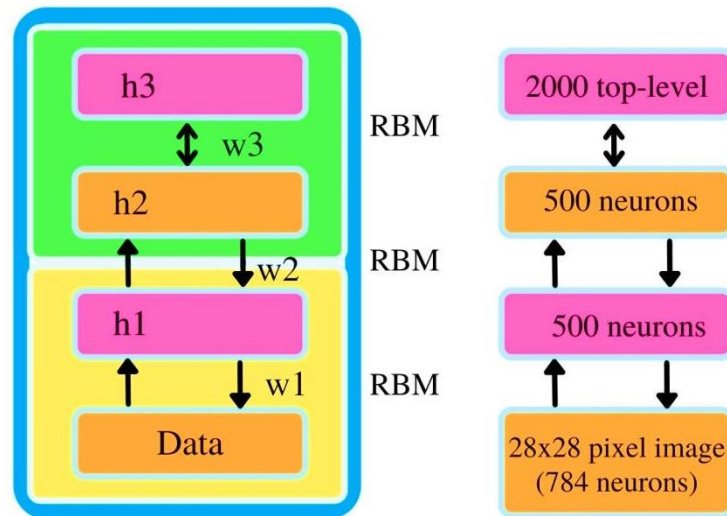 h3
w3
h2
w2
h1
w1
Data
RBM
RBM
RBM
2000 top-level
500 neurons
500 neurons
28x28 pixel image
(784 neurons)